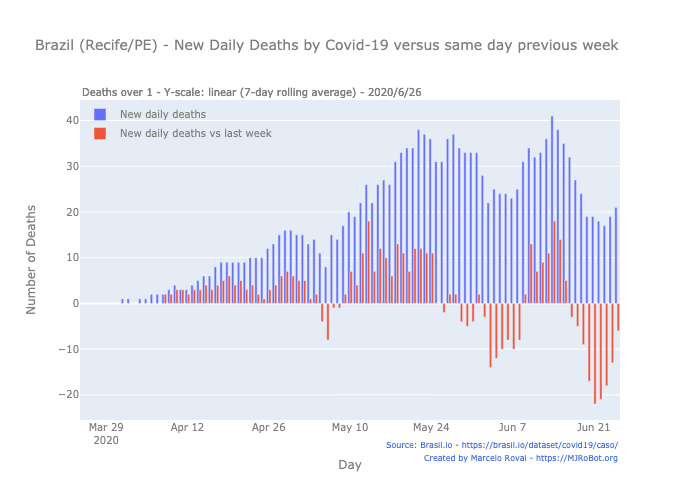 Brazil (Recife/PE) - New Daily Deaths by Covid-19 versus same day previous week
Deaths over 1 - Y-scale: linear (7-day rolling average) - 2020/6/26
New daily deaths
New daily deaths vs last week
40
30
20
10
0
−10
−20
Number of Deaths
Mar 29 Apr 12 Apr 26 May 10 May 24 Jun 7 Jun 21
2020
Day
Source: Brasil.io - https://brasil.io/dataset/covid19/caso/
Created by Marcelo Rovai - https://MJRoBot.org